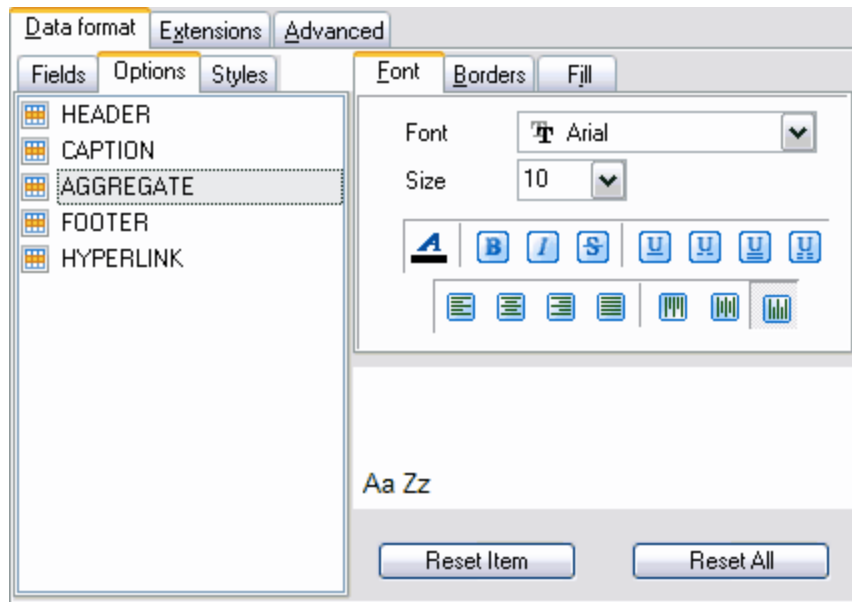 Data format Extensions Advanced
Fields Options Styles
HEADER
CAPTION
AGGREGATE
FOOTER
HYPERLINK
Font Borders Fill
Font Arial
Size 10
A B I S U U U U
Aa Zz
Reset Item Reset All